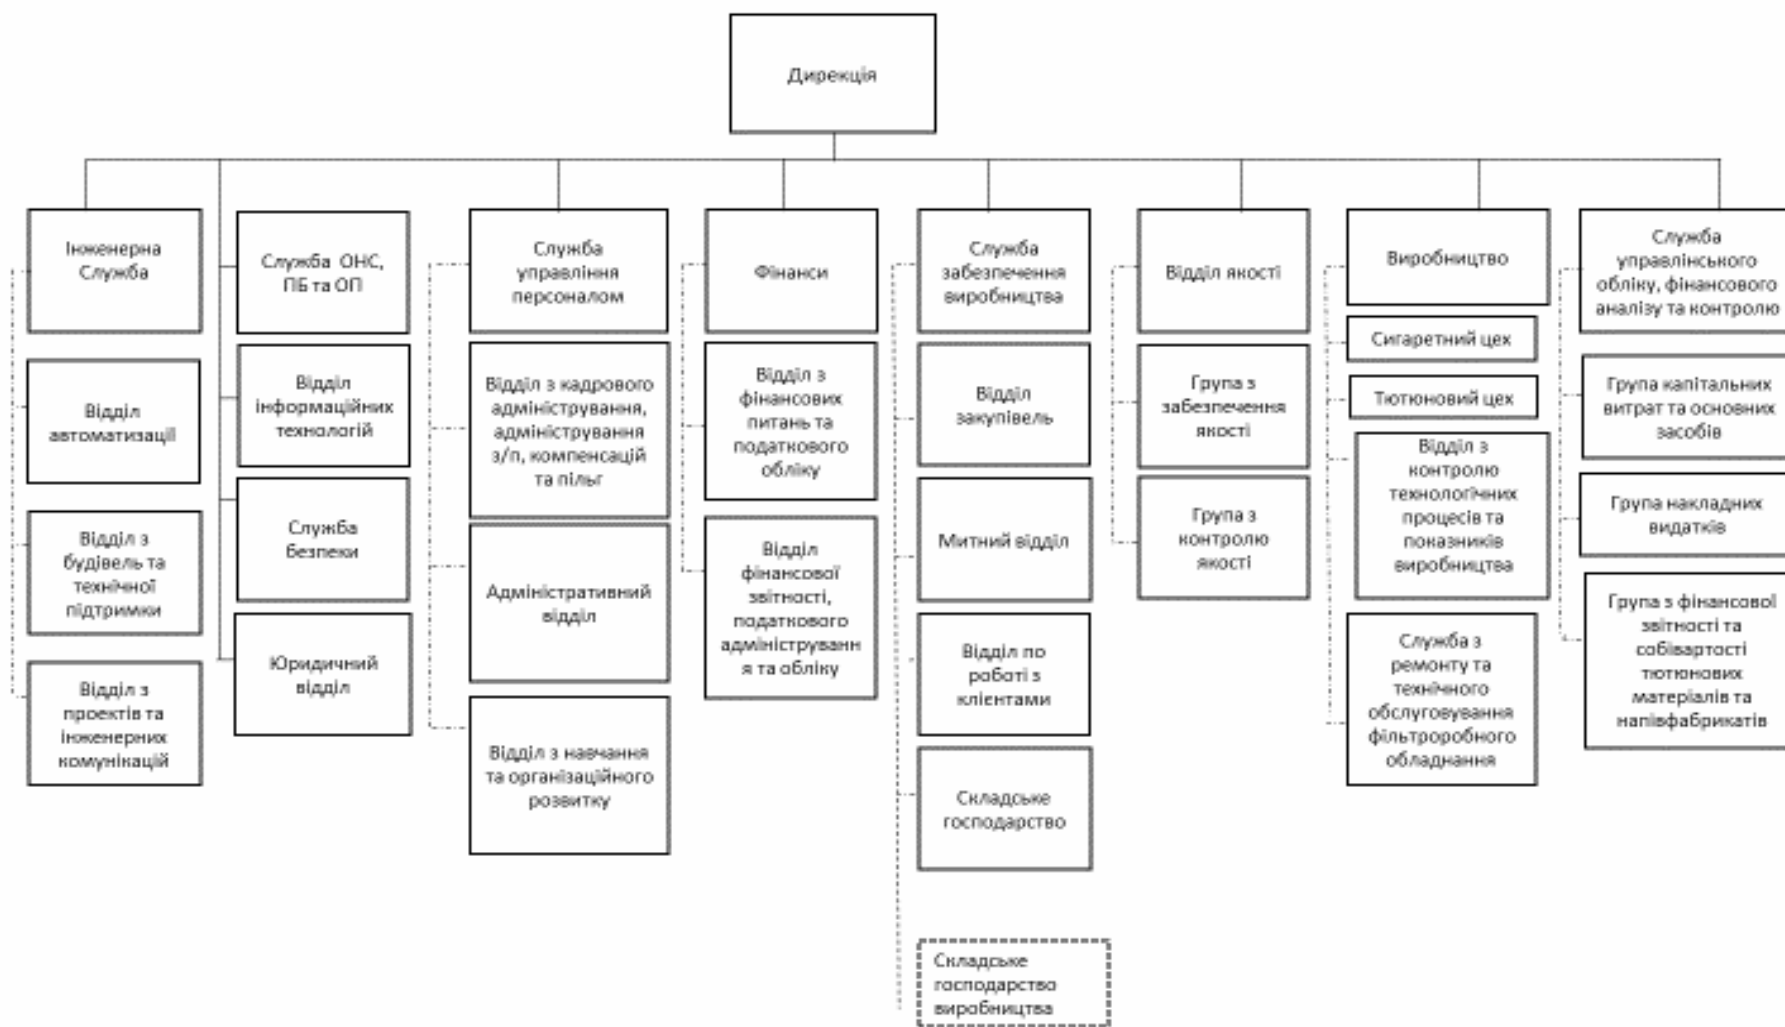 Дирекція
Інженерна
Служба
Відділ
автоматизації
Відділ з
будівель та
технічної
підтримки
Відділ з
проектів та
інженерних
комунікацій
Служба ОНС,
ПБ та ОП
Відділ
інформаційних
технологій
Служба
безпеки
Юридичний
відділ
Служба
управління
персоналом
Відділ з кадрового
адміністрування,
адміністрування
з/п, компенсацій
та пільг
Адміністративний
відділ
Відділ з навчання
та організаційного
розвитку
Фінанси
Відділ з
фінансових
питань та
податкового
обліку
Відділ
фінансової
звітності,
податкового
адмініструванн
я та обліку
Служба
забезпечення
виробництва
Відділ
закупівель
Митний відділ
Відділ по
роботі з
клієнтами
Складське
господарство
Складське
господарство
виробництва
Відділ якості
Група з
забезпечення
якості
Група з
контролю
якості
Виробництво
Сигаретний цех
Тютюновий цех
Відділ з
контролю
технологічних
процесів та
показників
виробництва
Служба з
ремонту та
технічного
обслуговування
фільтроробного
обладнання
Служба
управлінського
обліку, фінансового
аналізу та контролю
Група капітальних
витрат та основних
засобів
Група накладних
видатків
Група з фінансової
звітності та
собівартості
тютюнових
матеріалів та
напівфабрикатів